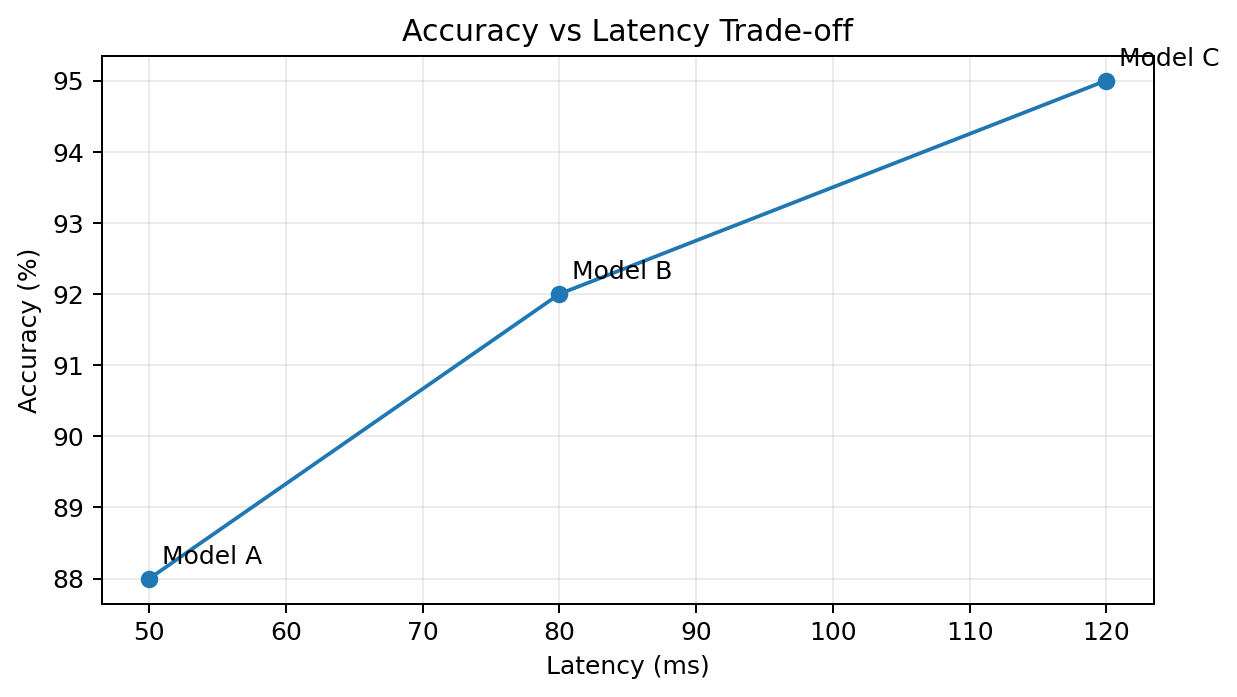 Accuracy vs Latency Trade-off
Model C
95
94
93
Model B
92
91
90
89
Model A
88
Accuracy (%)
50 60 70 80 90 100 110 120
Latency (ms)